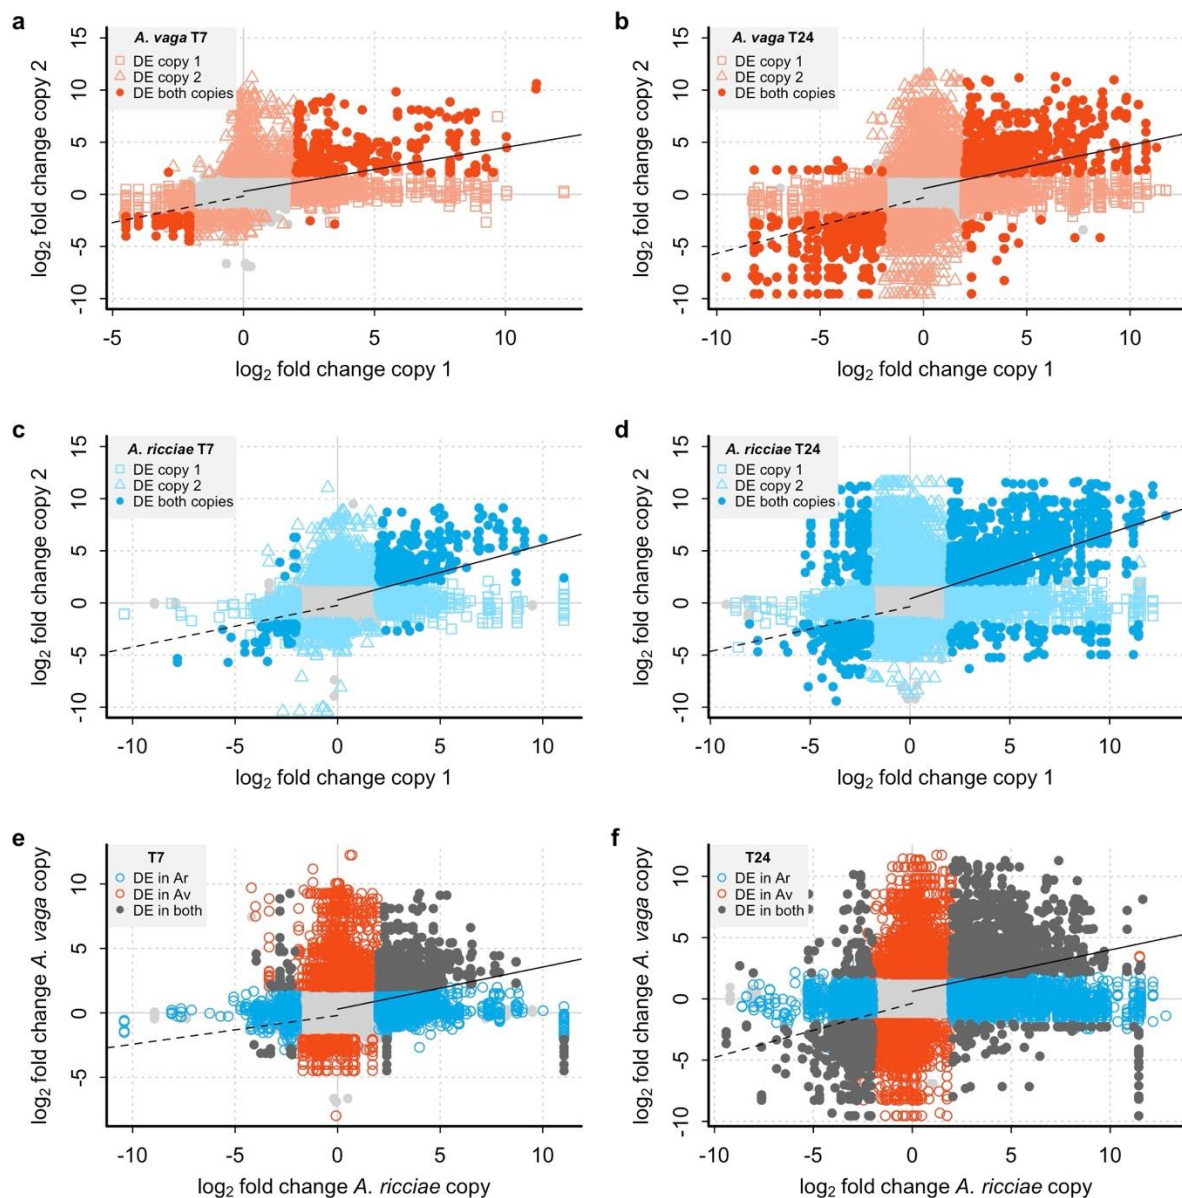 a
A. vaga T7
DE copy 1
DE copy 2
DE both copies
15
10
5
0
-5
-10
log2 fold change copy 2
-5 0 5 10
log2 fold change copy 1
b
A. vaga T24
DE copy 1
DE copy 2
DE both copies
15
10
5
0
-5
-10
log2 fold change copy 2
-10 -5 0 5 10
log2 fold change copy 1
c
A. ricciae T7
DE copy 1
DE copy 2
DE both copies
15
10
5
0
-5
-10
log2 fold change copy 2
-10 -5 0 5 10
log2 fold change copy 1
d
A. ricciae T24
DE copy 1
DE copy 2
DE both copies
15
10
5
0
-5
-10
log2 fold change copy 2
-10 -5 0 5 10
log2 fold change copy 1
e
T7
DE in Ar
DE in Av
DE in both
10
5
0
-5
log2 fold change A. vaga copy
-10 -5 0 5 10
log2 fold change A. ricciae copy
f
T24
DE in Ar
DE in Av
DE in both
10
5
0
-5
-10
log2 fold change A. vaga copy
-10 -5 0 5 10
log2 fold change A. ricciae copy